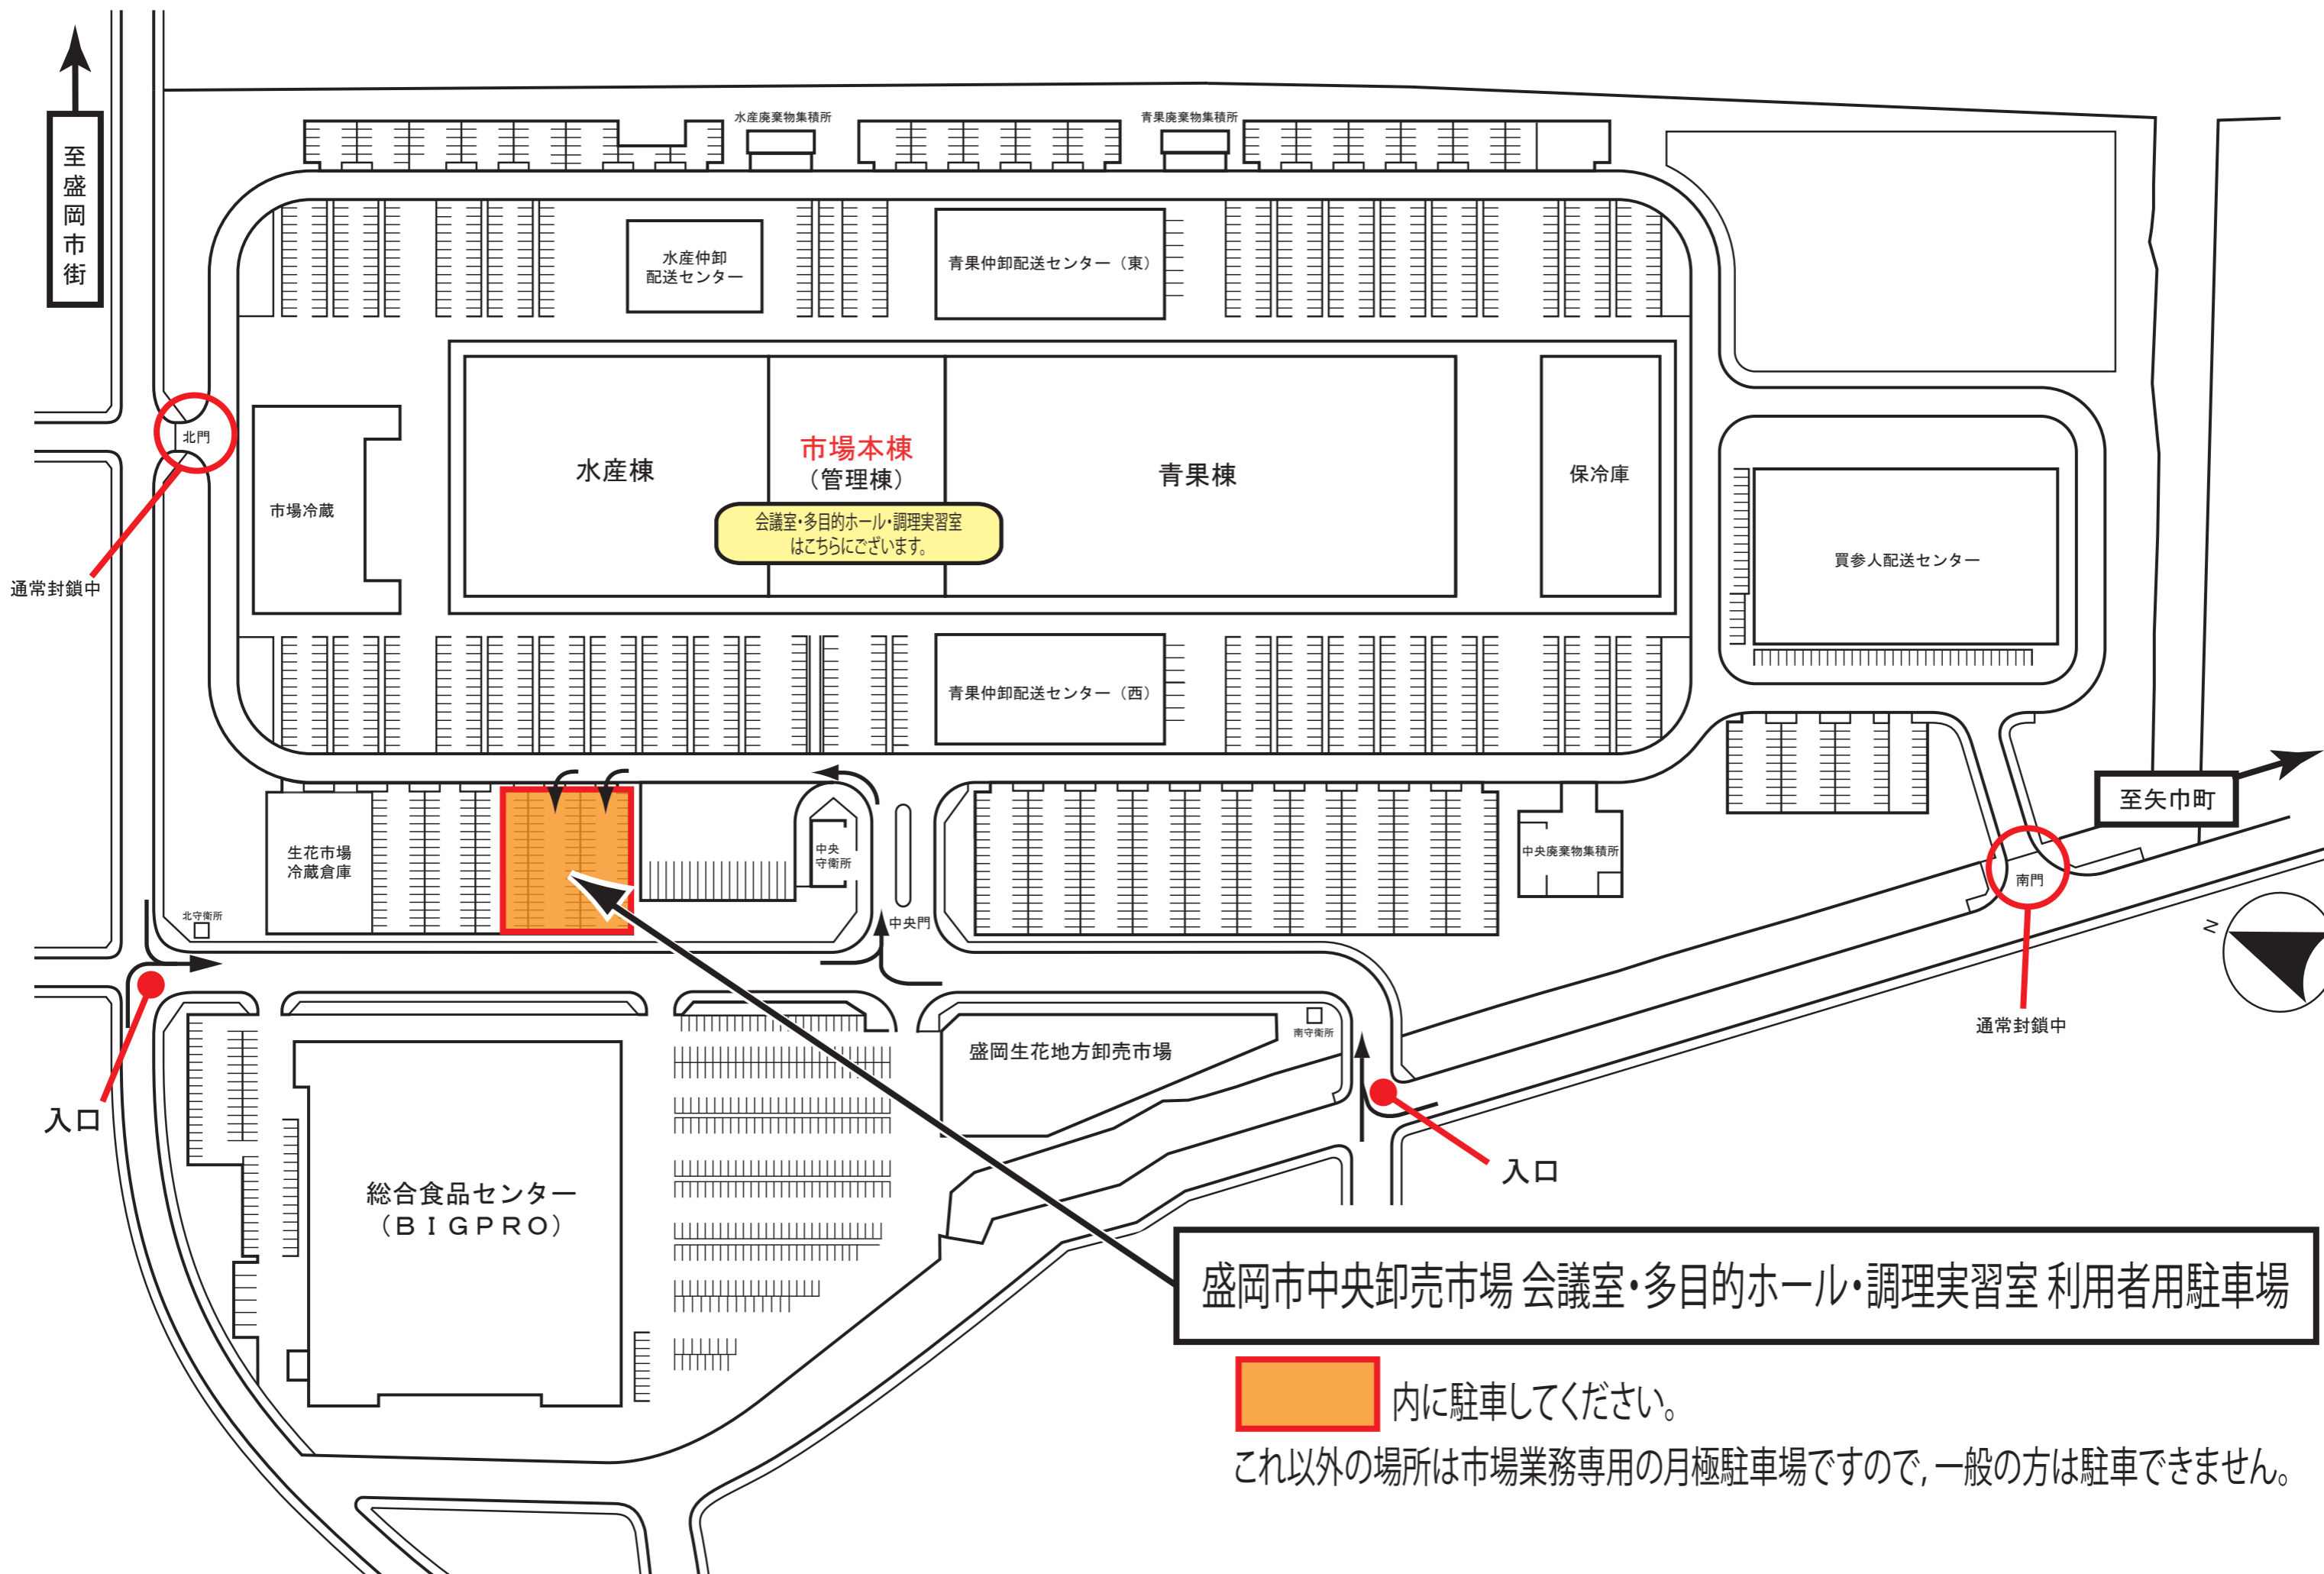 水産廃棄物集積所
青果廃棄物集積所
至盛岡市街
水産仲卸
配送センター
青果仲卸配送センター（東）
北門
市場冷蔵
水産棟
市場本棟
（管理棟）
青果棟
保冷庫
会議室・多目的ホール・調理実習室
はこちらにございます。
買参人配送センター
通常封鎖中
青果仲卸配送センター（西）
至矢巾町
生花市場
冷蔵倉庫
中央
守衛所
中央廃棄物集積所
南門
北守衛所
中央門
N
通常封鎖中
南守衛所
盛岡生花地方卸売市場
入口
入口
総合食品センター
（ＢＩＧＰＲＯ）
盛岡市中央卸売市場 会議室・多目的ホール・調理実習室 利用者用駐車場
内に駐車してください。
これ以外の場所は市場業務専用の月極駐車場ですので，一般の方は駐車できません。